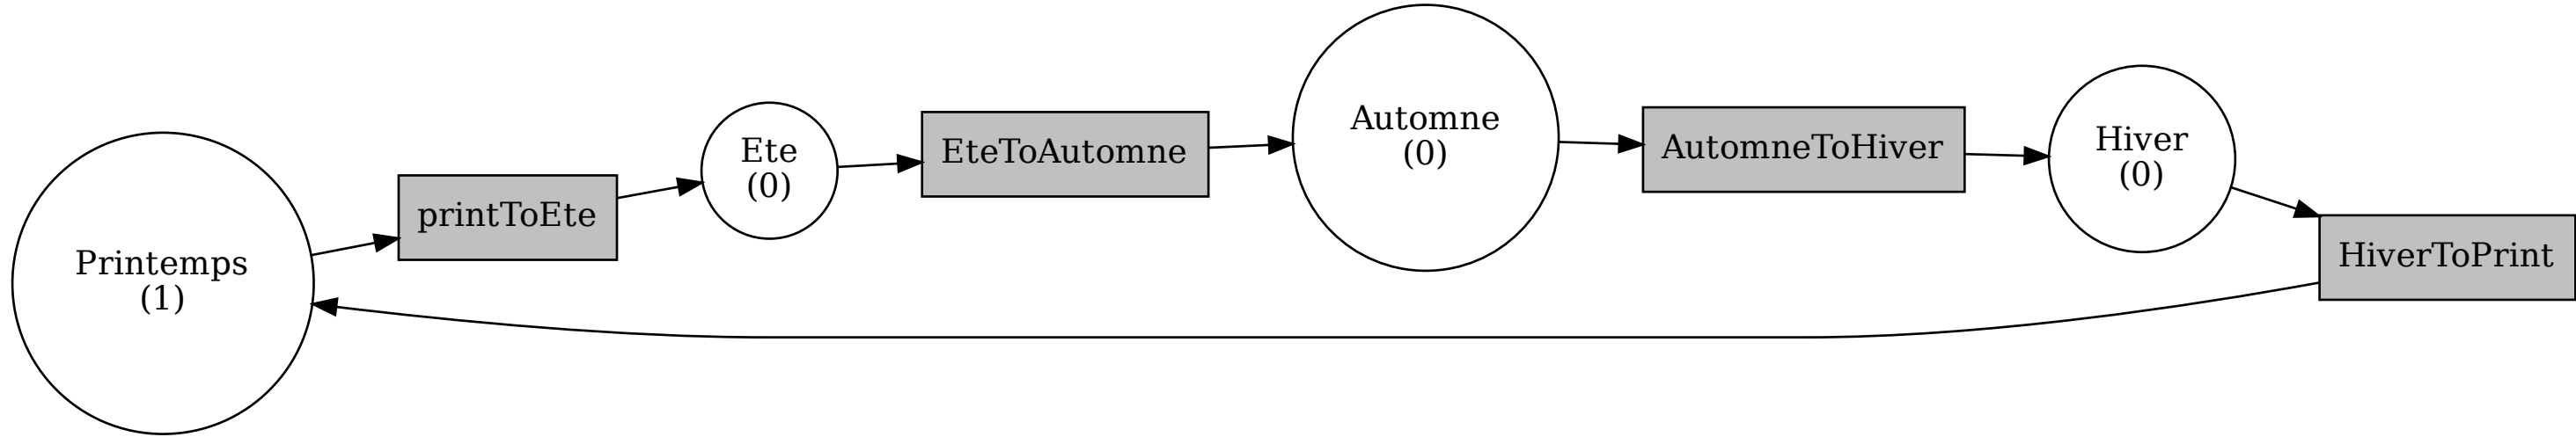 Printemps
(1)
printToEte
Ete
(0)
EteToAutomne
Automne
(0)
AutomneToHiver
Hiver
(0)
HiverToPrint